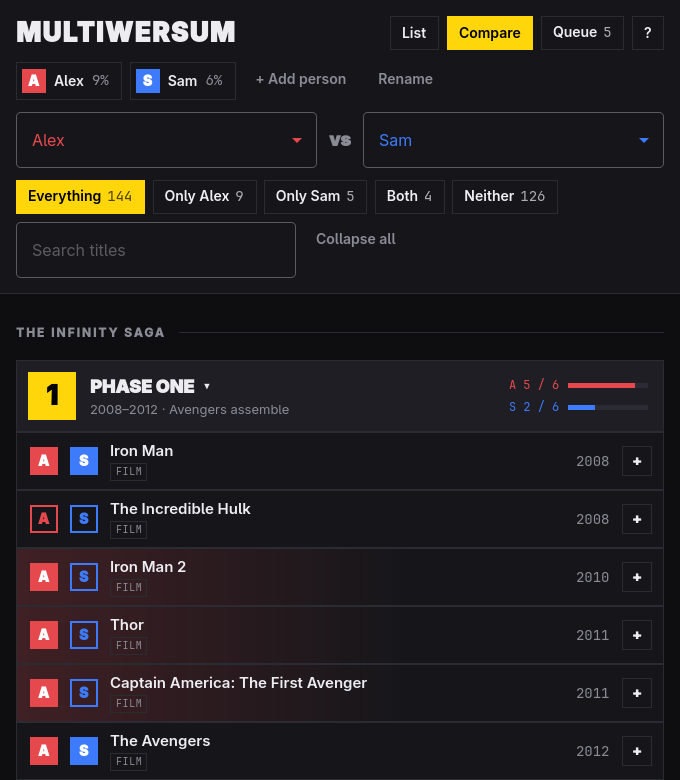 MULTIWERSUM
List
Compare
Queue 5
?
A Alex 9%
S Sam 6%
+ Add person
Rename
Alex
VS
Sam
Everything 144
Only Alex 9
Only Sam 5
Both 4
Neither 126
Search titles
Collapse all
THE INFINITY SAGA
1
PHASE ONE ▾
2008–2012 · Avengers assemble
A 5 / 6
S 2 / 6
A S Iron Man 2008 +
FILM
A S The Incredible Hulk 2008 +
FILM
A S Iron Man 2 2010 +
FILM
A S Thor 2011 +
FILM
A S Captain America: The First Avenger 2011 +
FILM
A S The Avengers 2012 +
FILM